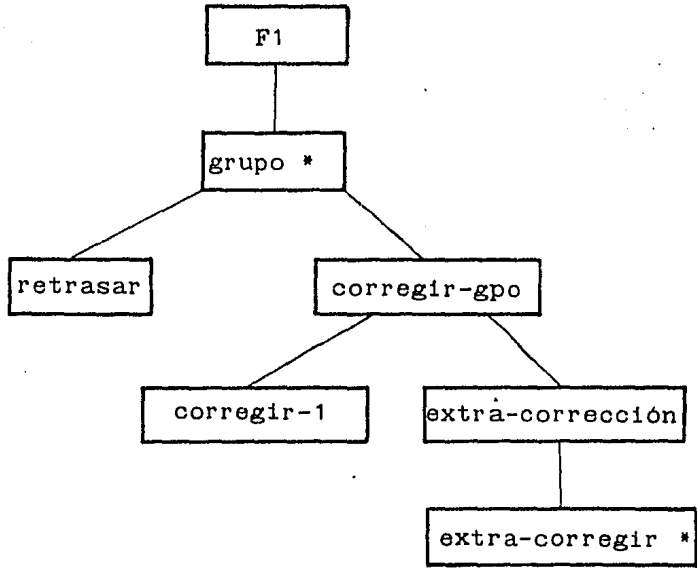 F1
grupo *
retrasar
corregir-gpo
corregir-1
extra-corrección
extra-corregir *